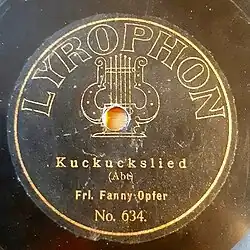 LYROPHON
Kuckuckslied
(Abt)
Frl. Fanny Opfer
No. 634.